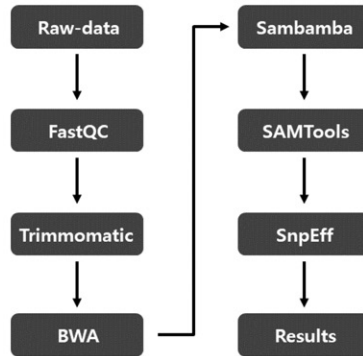 Raw-data
FastQC
Trimmomatic
BWA
Sambamba
SAMTools
SnpEff
Results